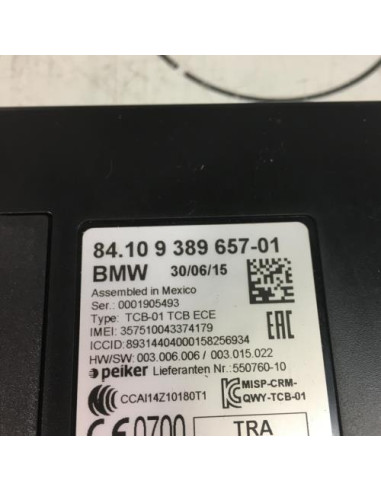 84.10 9 389 657-01
BMW 30/06/15
Assembled in Mexico
Ser.: 0001905493
Type: TCB-01 TCB ECE
IMEI: 357510043374179
ICCID: 89314404000158256934
HW/SW: 003.006.006 / 003.015.022
peiker Lieferanten Nr.:550760-10
CCAI14Z10180T1
MISP-CRM-
QWY-TCB-01
CE0700
TRA
EAC